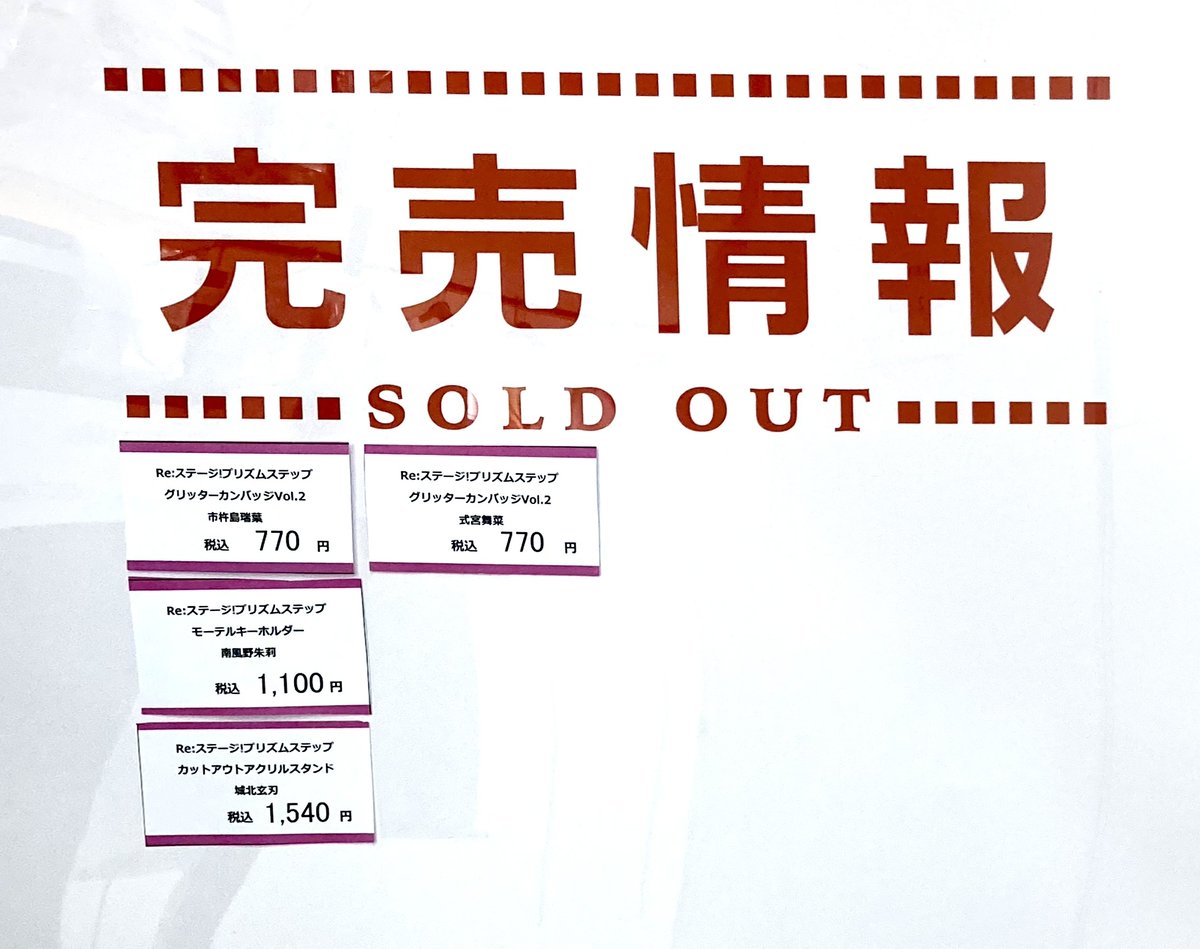 完売情報
SOLD OUT
Re:ステージ!プリズムステップ
グリッターカンバッジVol.2
市杵島瑞葉
税込 770 円
Re:ステージ!プリズムステップ
グリッターカンバッジVol.2
式宮舞菜
税込 770 円
Re:ステージ!プリズムステップ
モーテルキーホルダー
南風野朱莉
税込 1,100 円
Re:ステージ!プリズムステップ
カットアウトアクリルスタンド
城北玄刃
税込 1,540 円